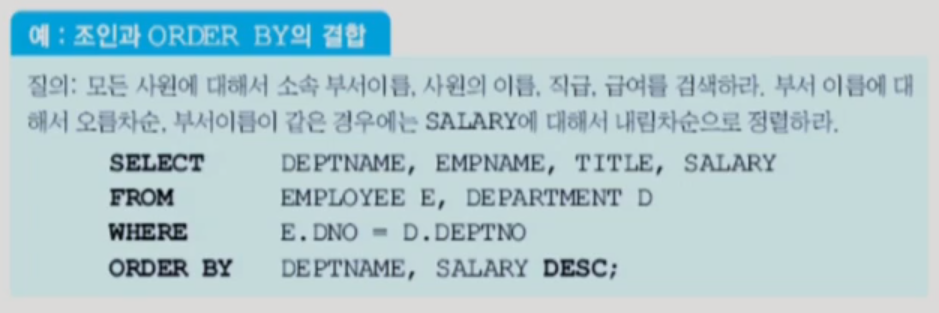 예 : 조인과 ORDER BY의 결합
질의: 모든 사원에 대해서 소속 부서이름, 사원의 이름, 직급, 급여를 검색하라. 부서 이름에 대
해서 오름차순, 부서이름이 같은 경우에는 SALARY에 대해서 내림차순으로 정렬하라.
SELECT DEPTNAME, EMPNAME, TITLE, SALARY
FROM EMPLOYEE E, DEPARTMENT D
WHERE E.DNO = D.DEPTNO
ORDER BY DEPTNAME, SALARY DESC;